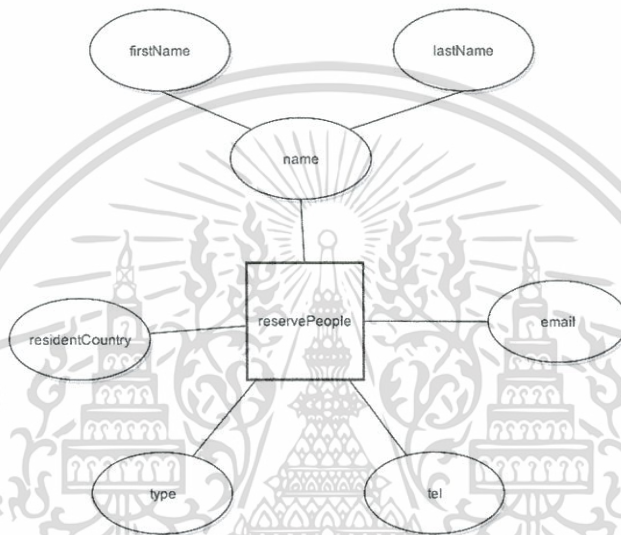 firstName
lastName
name
reservePeople
residentCountry
email
type
tel